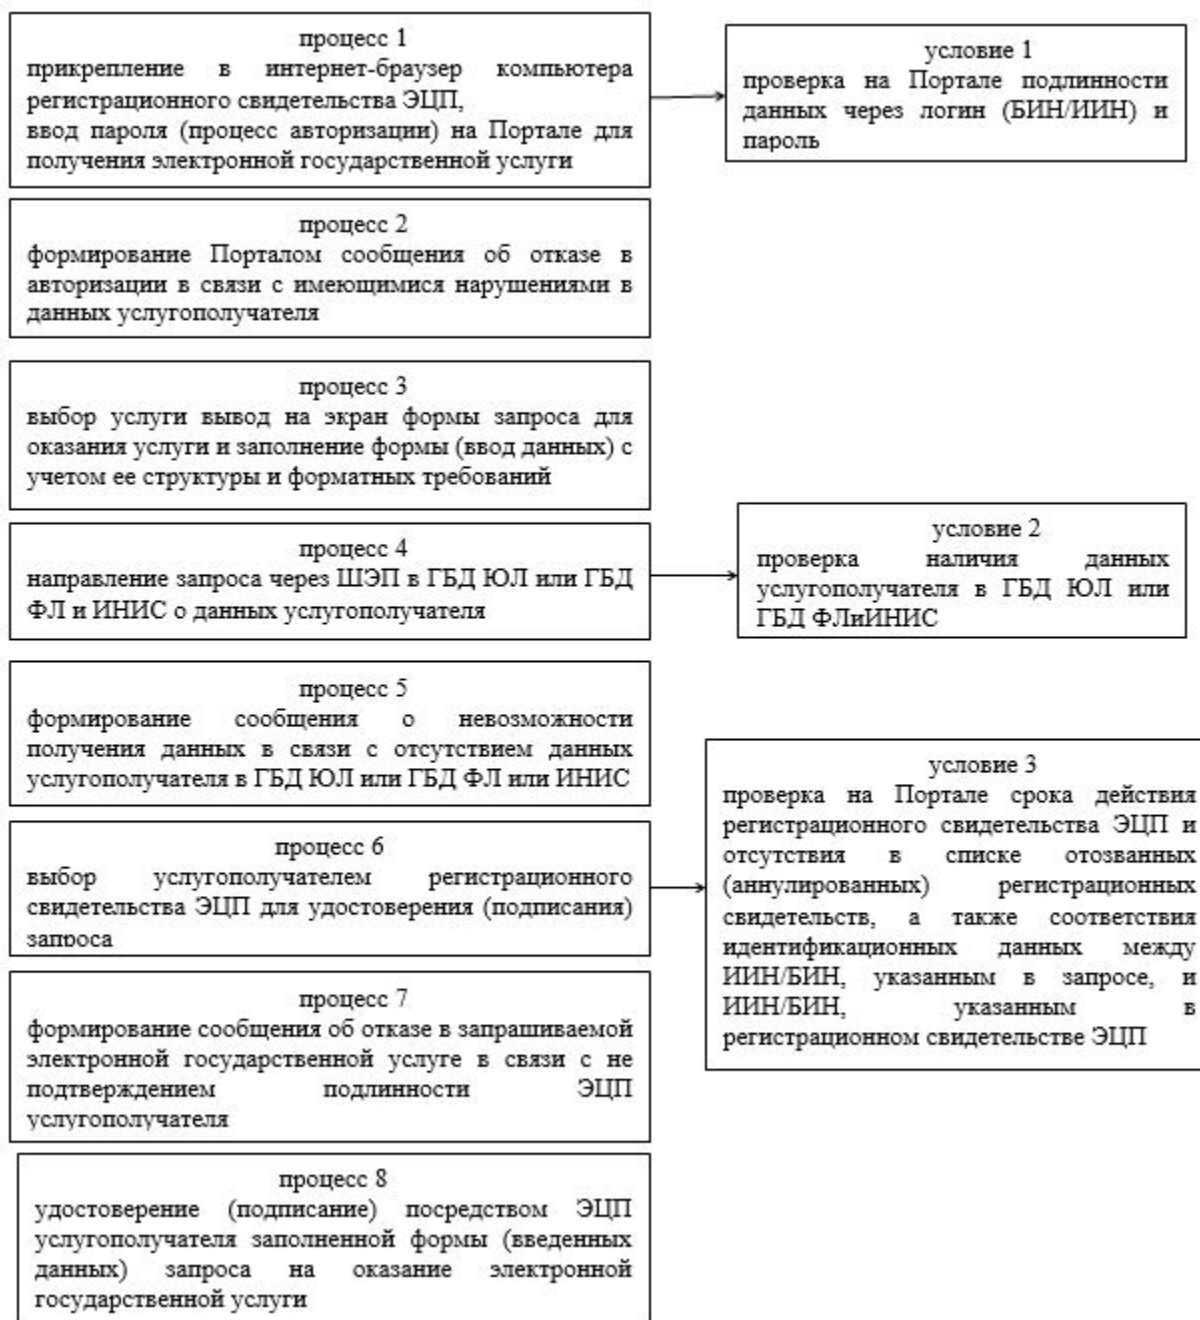 процесс 1
прикрепление в интернет-браузер компьютера
регистрационного свидетельства ЭЦП,
ввод пароля (процесс авторизации) на Портале для
получения электронной государственной услуги
условие 1
проверка на Портале подлинности
данных через логин (БИН/ИИН) и
пароль
процесс 2
формирование Порталом сообщения об отказе в
авторизации в связи с имеющимися нарушениями в
данных услугополучателя
процесс 3
выбор услуги вывод на экран формы запроса для
оказания услуги и заполнение формы (ввод данных) с
учетом ее структуры и форматных требований
процесс 4
направление запроса через ШЭП в ГБД ЮЛ или ГБД
ФЛ и ИНИС о данных услугополучателя
условие 2
проверка наличия данных
услугополучателя в ГБД ЮЛ или
ГБД ФЛиИНИС
процесс 5
формирование сообщения о невозможности
получения данных в связи с отсутствием данных
услугополучателя в ГБД ЮЛ или ГБД ФЛ или ИНИС
процесс 6
выбор услугополучателем регистрационного
свидетельства ЭЦП для удостоверения (подписания)
запроса
условие 3
проверка на Портале срока действия
регистрационного свидетельства ЭЦП и
отсутствия в списке отозванных
(аннулированных) регистрационных
свидетельств, а также соответствия
идентификационных данных между
ИИН/БИН, указанным в запросе, и
ИИН/БИН, указанным в
регистрационном свидетельстве ЭЦП
процесс 7
формирование сообщения об отказе в запрашиваемой
электронной государственной услуге в связи с не
подтверждением подлинности ЭЦП
услугополучателя
процесс 8
удостоверение (подписание) посредством ЭЦП
услугополучателя заполненной формы (введенных
данных) запроса на оказание электронной
государственной услуги